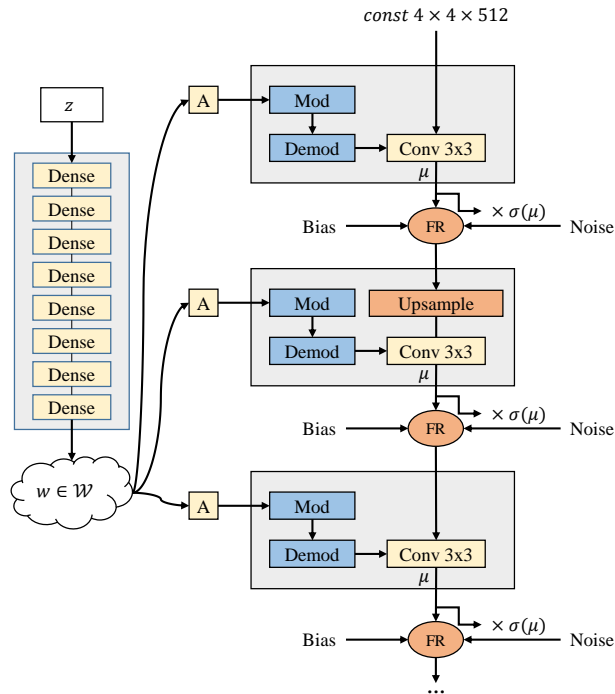 const 4 × 4 × 512
z
Dense
Dense
Dense
Dense
Dense
Dense
Dense
Dense
w ∈ 𝒲
A
Mod
Demod
Conv 3x3
μ
× σ(μ)
Bias
FR
Noise
A
Mod
Upsample
Demod
Conv 3x3
μ
× σ(μ)
Bias
FR
Noise
A
Mod
Demod
Conv 3x3
μ
× σ(μ)
Bias
FR
Noise
...